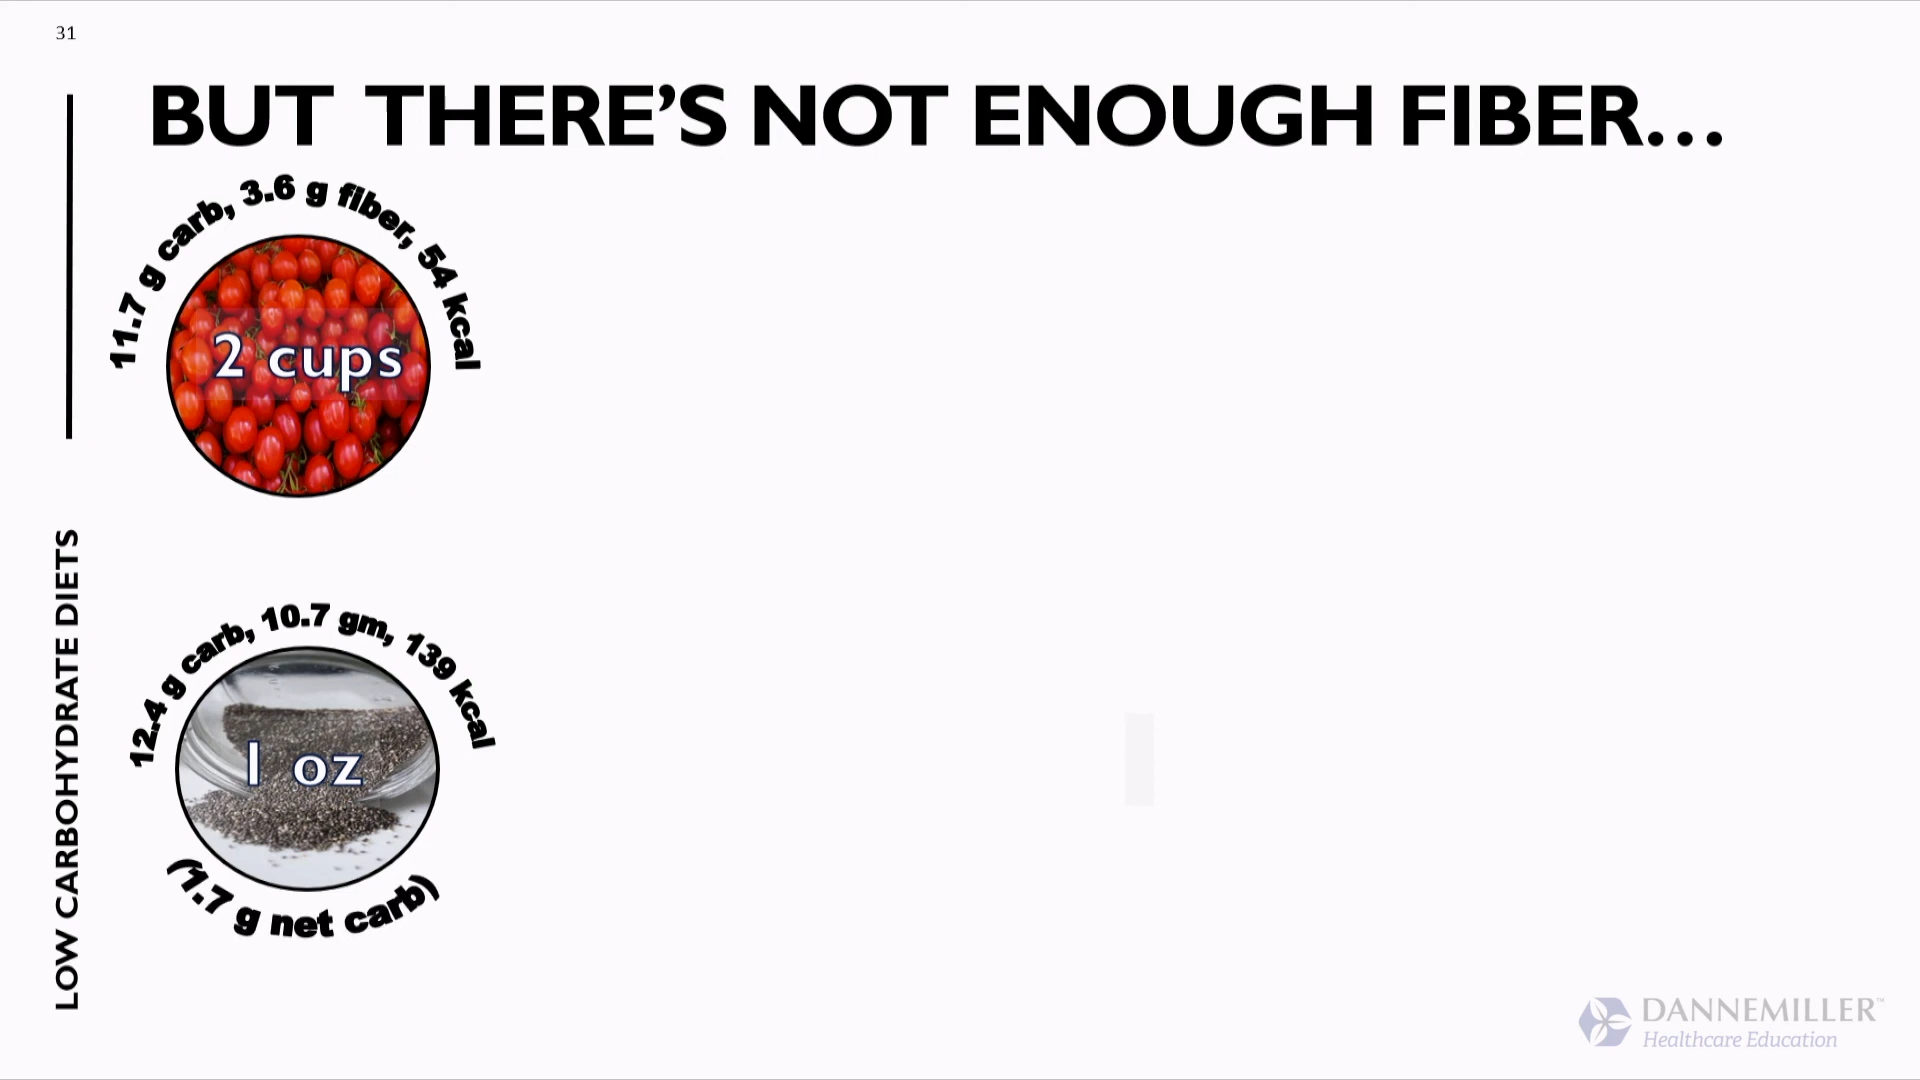 31
BUT THERE’S NOT ENOUGH FIBER…
11.7 g carb, 3.6 g fiber, 54 kcal
2 cups
LOW CARBOHYDRATE DIETS
12.4 g carb, 10.7 gm, 139 kcal
1 oz
(1.7 g net carb)
DANNEMILLER™
Healthcare Education